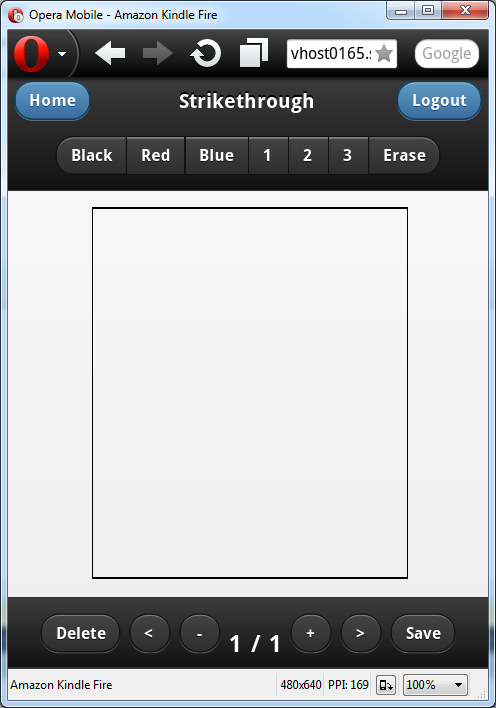 Opera Mobile - Amazon Kindle Fire
vhost0165.s
Google
Home
Strikethrough
Logout
Black Red Blue 1 2 3 Erase
Delete < - 1 / 1 + > Save
Amazon Kindle Fire 480x640 PPI: 169 100%